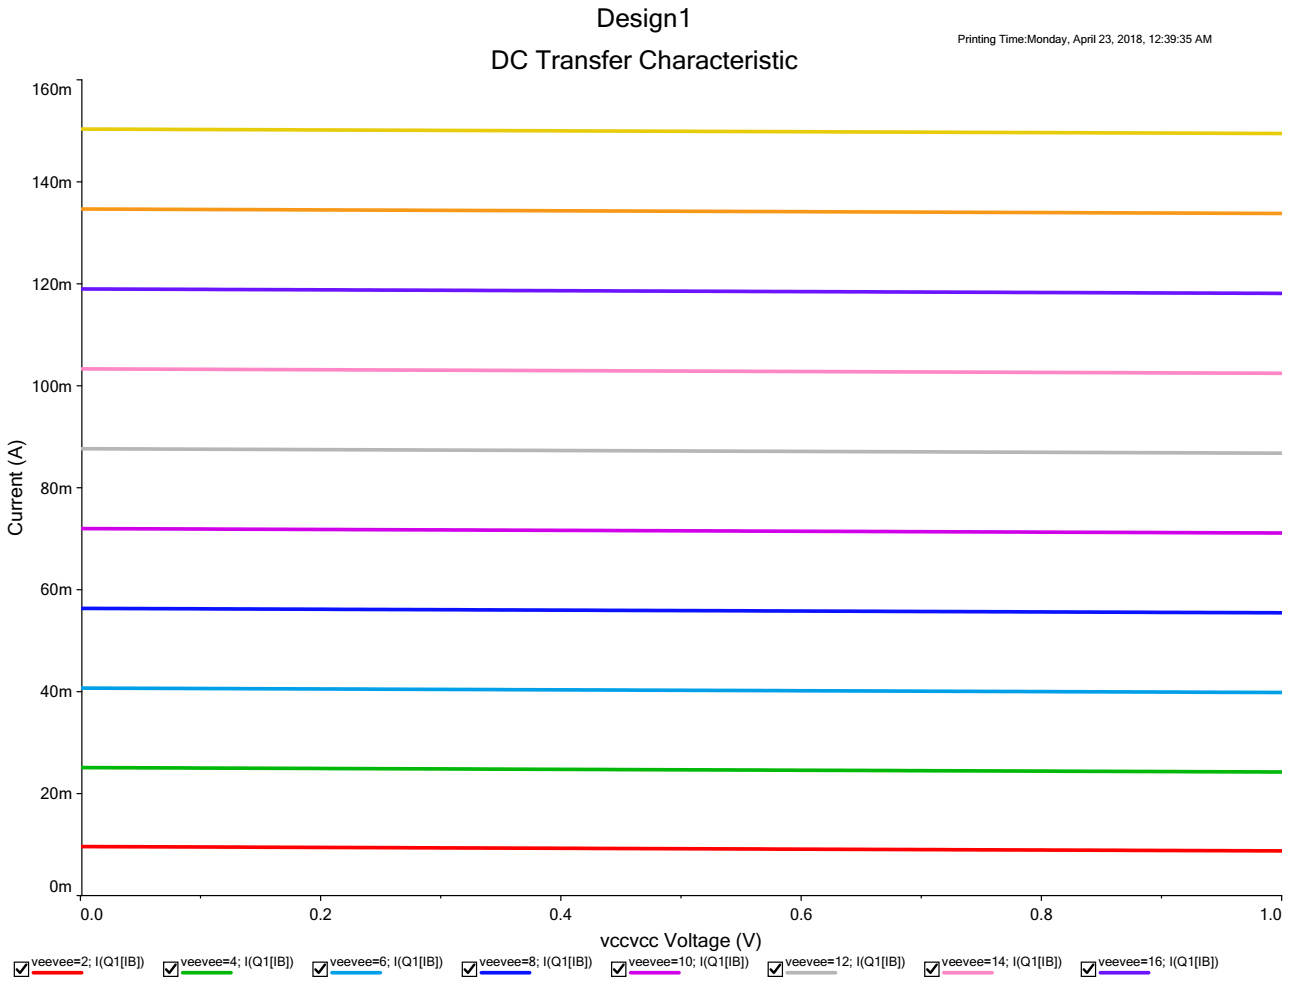 Design1
Printing Time:Monday, April 23, 2018, 12:39:35 AM
DC Transfer Characteristic
160m
140m
120m
100m
80m
60m
40m
20m
0m
Current (A)
0.0 0.2 0.4 0.6 0.8 1.0
vccvcc Voltage (V)
veevee=2; I(Q1[IB]) veevee=4; I(Q1[IB]) veevee=6; I(Q1[IB]) veevee=8; I(Q1[IB]) veevee=10; I(Q1[IB]) veevee=12; I(Q1[IB]) veevee=14; I(Q1[IB]) veevee=16; I(Q1[IB])